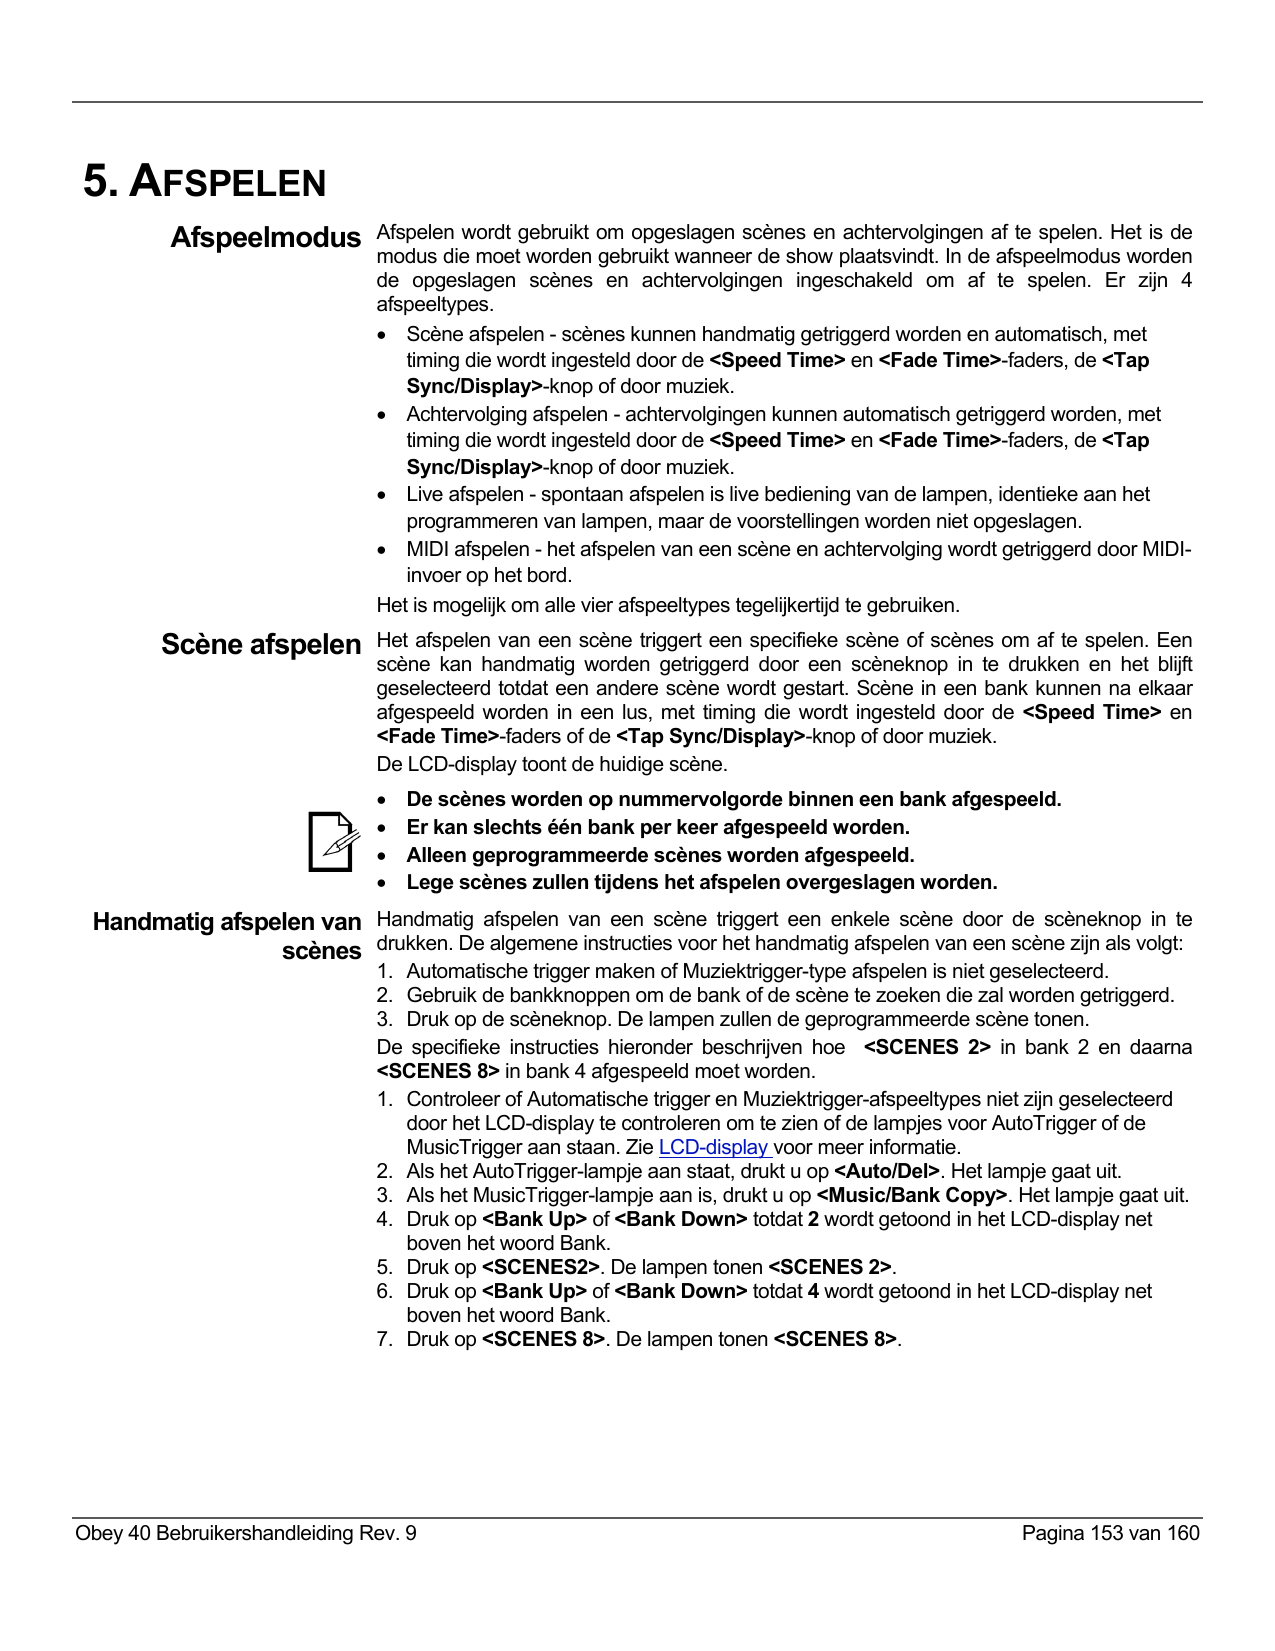 5. AFSPELEN
Afspeelmodus
Afspelen wordt gebruikt om opgeslagen scènes en achtervolgingen af te spelen. Het is de
modus die moet worden gebruikt wanneer de show plaatsvindt. In de afspeelmodus worden
de opgeslagen scènes en achtervolgingen ingeschakeld om af te spelen. Er zijn 4
afspeeltypes.
• Scène afspelen - scènes kunnen handmatig getriggerd worden en automatisch, met
timing die wordt ingesteld door de <Speed Time> en <Fade Time>-faders, de <Tap
Sync/Display>-knop of door muziek.
• Achtervolging afspelen - achtervolgingen kunnen automatisch getriggerd worden, met
timing die wordt ingesteld door de <Speed Time> en <Fade Time>-faders, de <Tap
Sync/Display>-knop of door muziek.
• Live afspelen - spontaan afspelen is live bediening van de lampen, identieke aan het
programmeren van lampen, maar de voorstellingen worden niet opgeslagen.
• MIDI afspelen - het afspelen van een scène en achtervolging wordt getriggerd door MIDI-
invoer op het bord.
Het is mogelijk om alle vier afspeeltypes tegelijkertijd te gebruiken.
Scène afspelen
Het afspelen van een scène triggert een specifieke scène of scènes om af te spelen. Een
scène kan handmatig worden getriggerd door een scèneknop in te drukken en het blijft
geselecteerd totdat een andere scène wordt gestart. Scène in een bank kunnen na elkaar
afgespeeld worden in een lus, met timing die wordt ingesteld door de <Speed Time> en
<Fade Time>-faders of de <Tap Sync/Display>-knop of door muziek.
De LCD-display toont de huidige scène.
• De scènes worden op nummervolgorde binnen een bank afgespeeld.
• Er kan slechts één bank per keer afgespeeld worden.
• Alleen geprogrammeerde scènes worden afgespeeld.
• Lege scènes zullen tijdens het afspelen overgeslagen worden.
Handmatig afspelen van
scènes
Handmatig afspelen van een scène triggert een enkele scène door de scèneknop in te
drukken. De algemene instructies voor het handmatig afspelen van een scène zijn als volgt:
1. Automatische trigger maken of Muziektrigger-type afspelen is niet geselecteerd.
2. Gebruik de bankknoppen om de bank of de scène te zoeken die zal worden getriggerd.
3. Druk op de scèneknop. De lampen zullen de geprogrammeerde scène tonen.
De specifieke instructies hieronder beschrijven hoe <SCENES 2> in bank 2 en daarna
<SCENES 8> in bank 4 afgespeeld moet worden.
1. Controleer of Automatische trigger en Muziektrigger-afspeeltypes niet zijn geselecteerd
door het LCD-display te controleren om te zien of de lampjes voor AutoTrigger of de
MusicTrigger aan staan. Zie LCD-display voor meer informatie.
2. Als het AutoTrigger-lampje aan staat, drukt u op <Auto/Del>. Het lampje gaat uit.
3. Als het MusicTrigger-lampje aan is, drukt u op <Music/Bank Copy>. Het lampje gaat uit.
4. Druk op <Bank Up> of <Bank Down> totdat 2 wordt getoond in het LCD-display net
boven het woord Bank.
5. Druk op <SCENES2>. De lampen tonen <SCENES 2>.
6. Druk op <Bank Up> of <Bank Down> totdat 4 wordt getoond in het LCD-display net
boven het woord Bank.
7. Druk op <SCENES 8>. De lampen tonen <SCENES 8>.
Obey 40 Bebruikershandleiding Rev. 9
Pagina 153 van 160